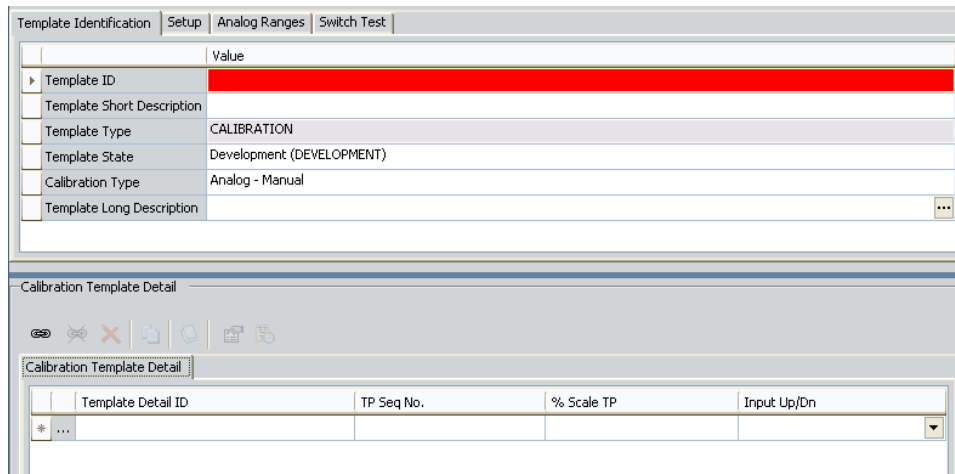 Template Identification Setup Analog Ranges Switch Test
Value
Template ID
Template Short Description
Template Type CALIBRATION
Template State Development (DEVELOPMENT)
Calibration Type Analog - Manual
Template Long Description ...
Calibration Template Detail
Calibration Template Detail
Template Detail ID TP Seq No. % Scale TP Input Up/Dn
...